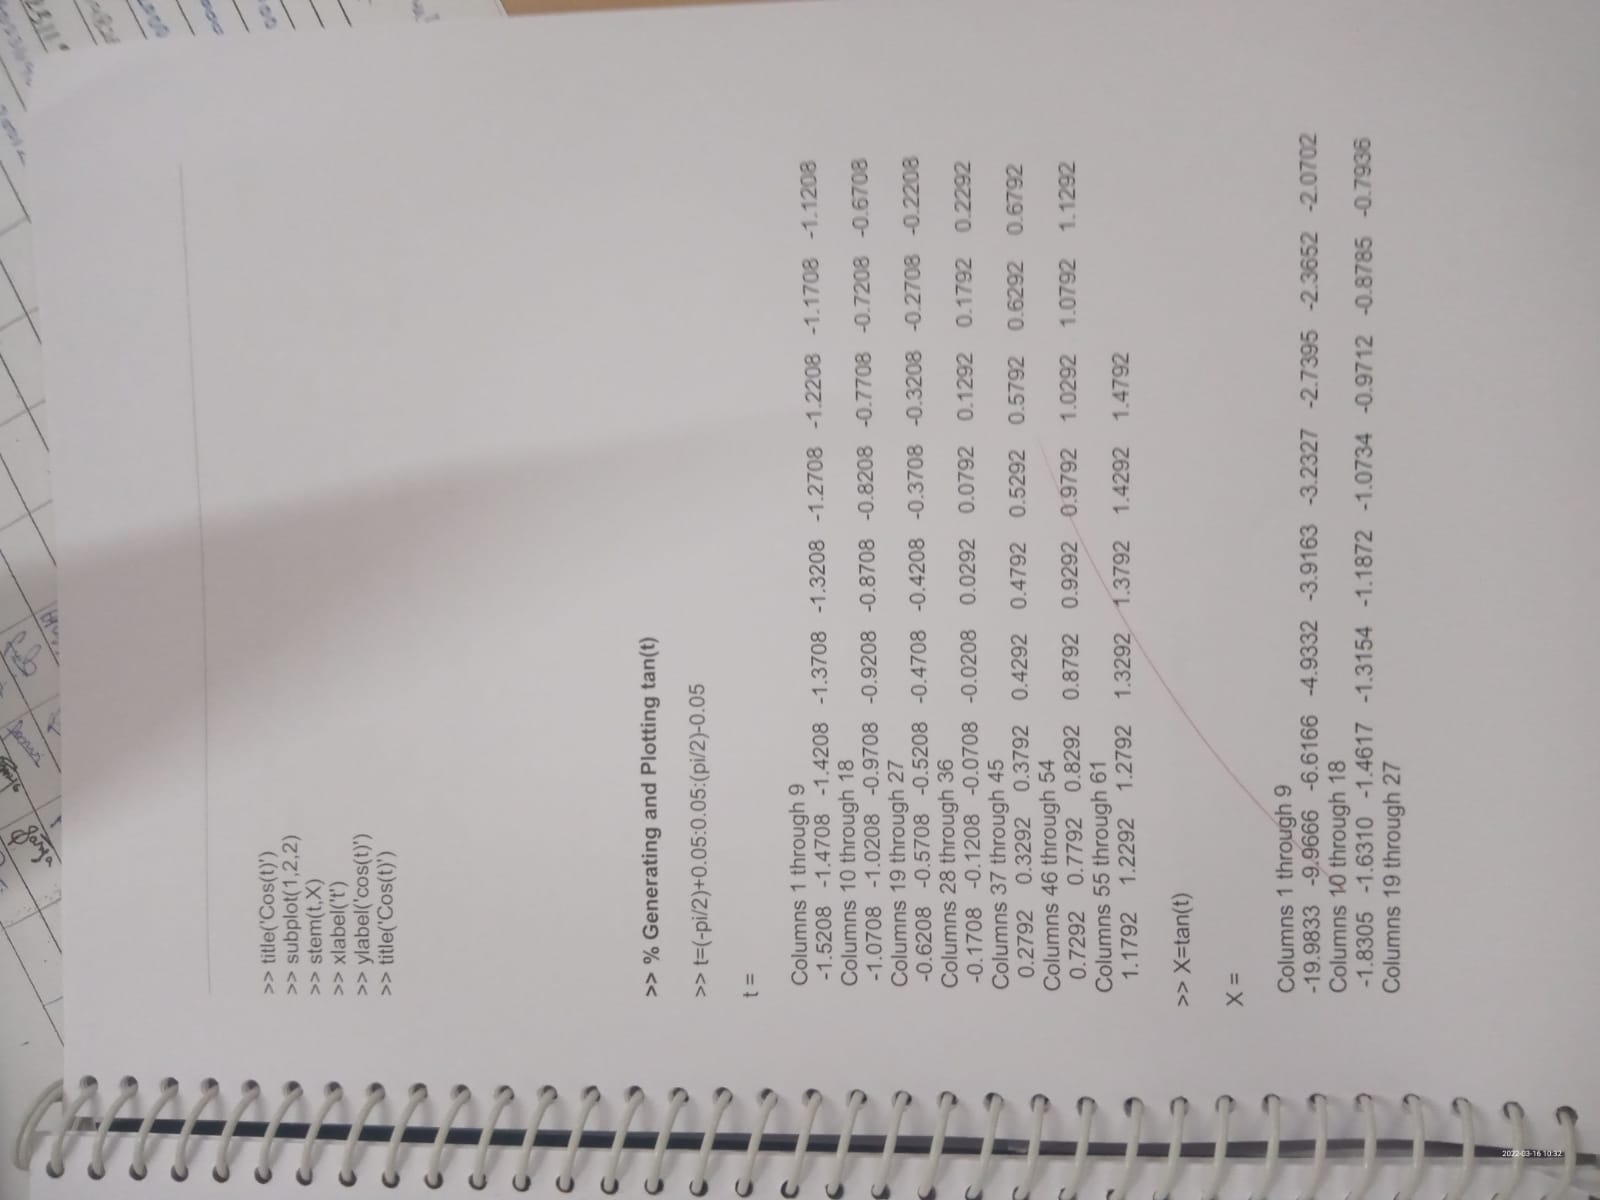 >> title('Cos(t)')
>> subplot(1,2,2)
>> stem(t,X)
>> xlabel('t')
>> ylabel('cos(t)')
>> title('Cos(t)')
>> % Generating and Plotting tan(t)
>> t=(-pi/2)+0.05:0.05:(pi/2)-0.05
t =
Columns 1 through 9
-1.5208 -1.4708 -1.4208 -1.3708 -1.3208 -1.2708 -1.2208 -1.1708 -1.1208
Columns 10 through 18
-1.0708 -1.0208 -0.9708 -0.9208 -0.8708 -0.8208 -0.7708 -0.7208 -0.6708
Columns 19 through 27
-0.6208 -0.5708 -0.5208 -0.4708 -0.4208 -0.3708 -0.3208 -0.2708 -0.2208
Columns 28 through 36
-0.1708 -0.1208 -0.0708 -0.0208 0.0292 0.0792 0.1292 0.1792 0.2292
Columns 37 through 45
0.2792 0.3292 0.3792 0.4292 0.4792 0.5292 0.5792 0.6292 0.6792
Columns 46 through 54
0.7292 0.7792 0.8292 0.8792 0.9292 0.9792 1.0292 1.0792 1.1292
Columns 55 through 61
1.1792 1.2292 1.2792 1.3292 1.3792 1.4292 1.4792
>> X=tan(t)
X =
Columns 1 through 9
-19.9833 -9.9666 -6.6166 -4.9332 -3.9163 -3.2327 -2.7395 -2.3652 -2.0702
Columns 10 through 18
-1.8305 -1.6310 -1.4617 -1.3154 -1.1872 -1.0734 -0.9712 -0.8785 -0.7936
Columns 19 through 27
2022-03-16 10:32